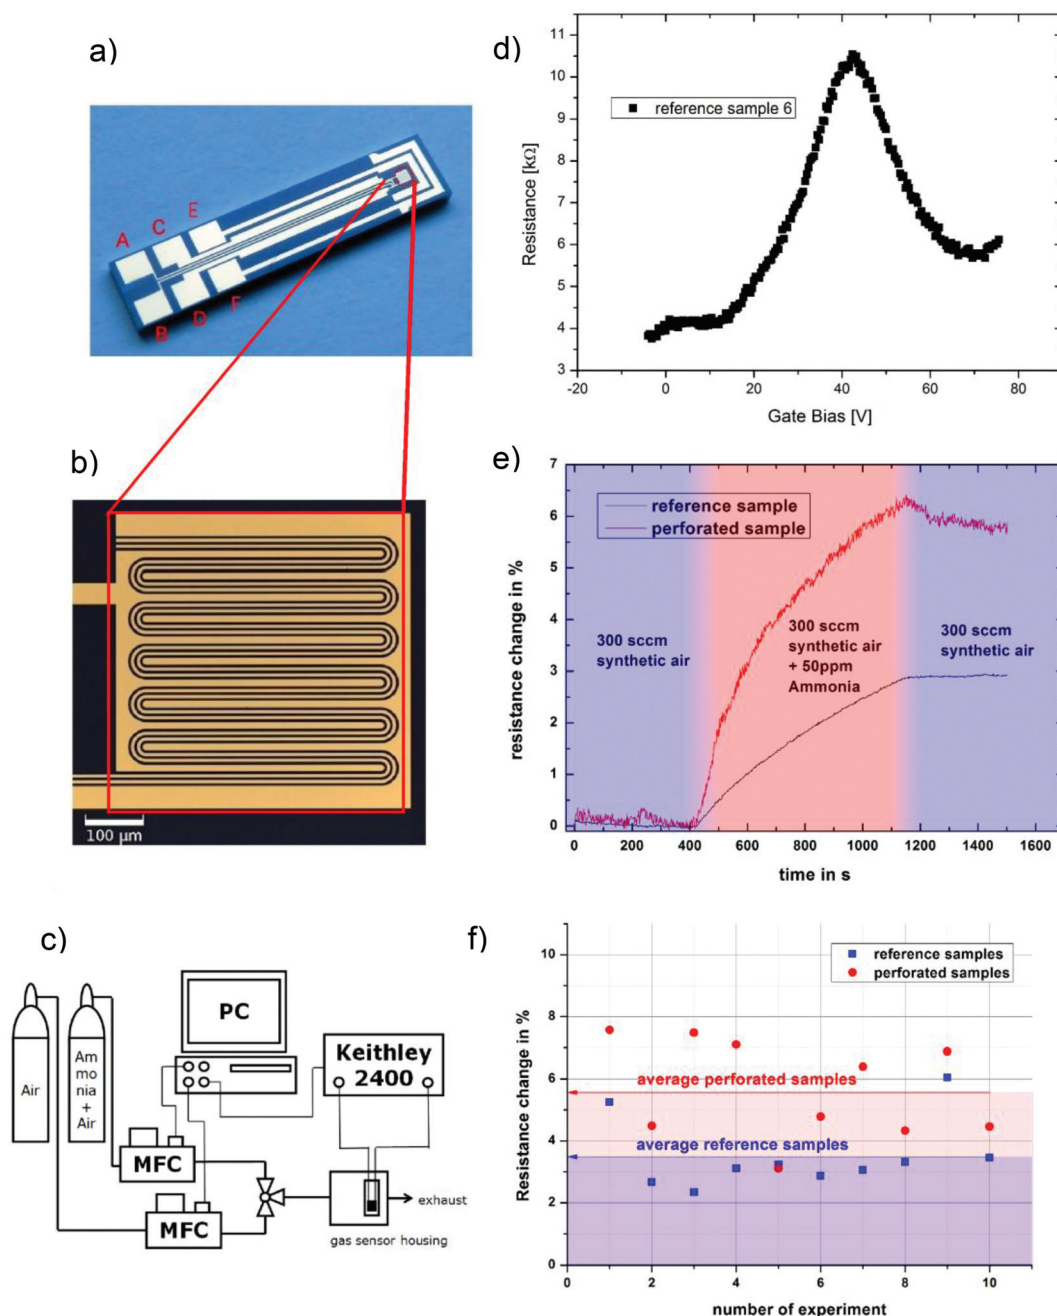 a)
A
C
E
B
D
F
b)
100 µm
c)
Air
Am
mo
nia
+
Air
PC
Keithley
2400
MFC
MFC
exhaust
gas sensor housing
d)
11
10
9
8
7
6
5
4
3
Resistance [kΩ]
reference sample 6
-20
0
20
40
60
80
Gate Bias [V]
e)
7
6
5
4
3
2
1
0
resistance change in %
reference sample
perforated sample
300 sccm
synthetic air
300 sccm
synthetic air
+ 50ppm
Ammonia
300 sccm
synthetic air
0
200
400
600
800
1000
1200
1400
1600
time in s
f)
10
8
6
4
2
0
Resistance change in %
reference samples
perforated samples
average perforated samples
average reference samples
0
2
4
6
8
10
number of experiment